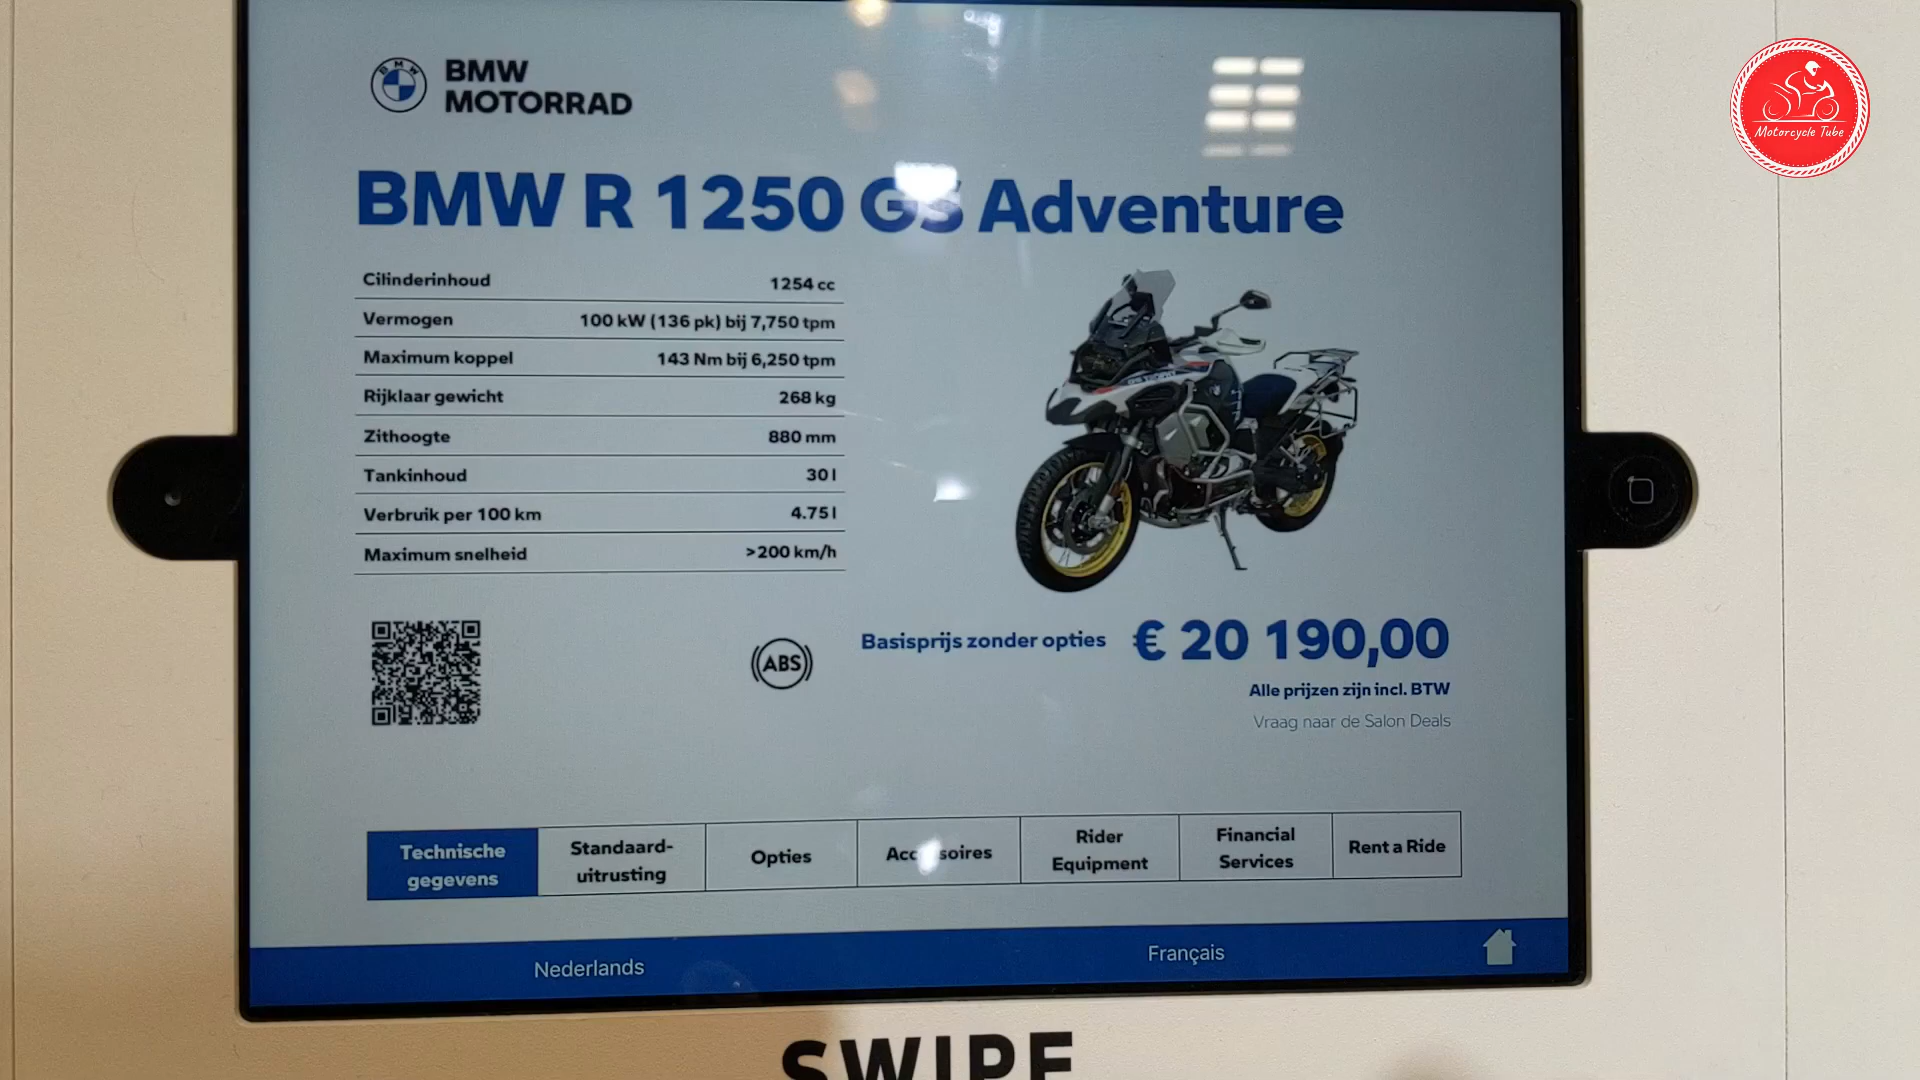 BMW
MOTORRAD
Motorcycle Tube
BMW R 1250 GS Adventure
Cilinderinhoud 1254 cc
Vermogen 100 kW (136 pk) bij 7,750 tpm
Maximum koppel 143 Nm bij 6,250 tpm
Rijklaar gewicht 268 kg
Zithoogte 880 mm
Tankinhoud 30 l
Verbruik per 100 km 4.75 l
Maximum snelheid >200 km/h
ABS
Basisprijs zonder opties € 20 190,00
Alle prijzen zijn incl. BTW
Vraag naar de Salon Deals
Technische
gegevens
Standaard-
uitrusting
Opties
Accessoires
Rider
Equipment
Financial
Services
Rent a Ride
Nederlands
Français
SWIPE